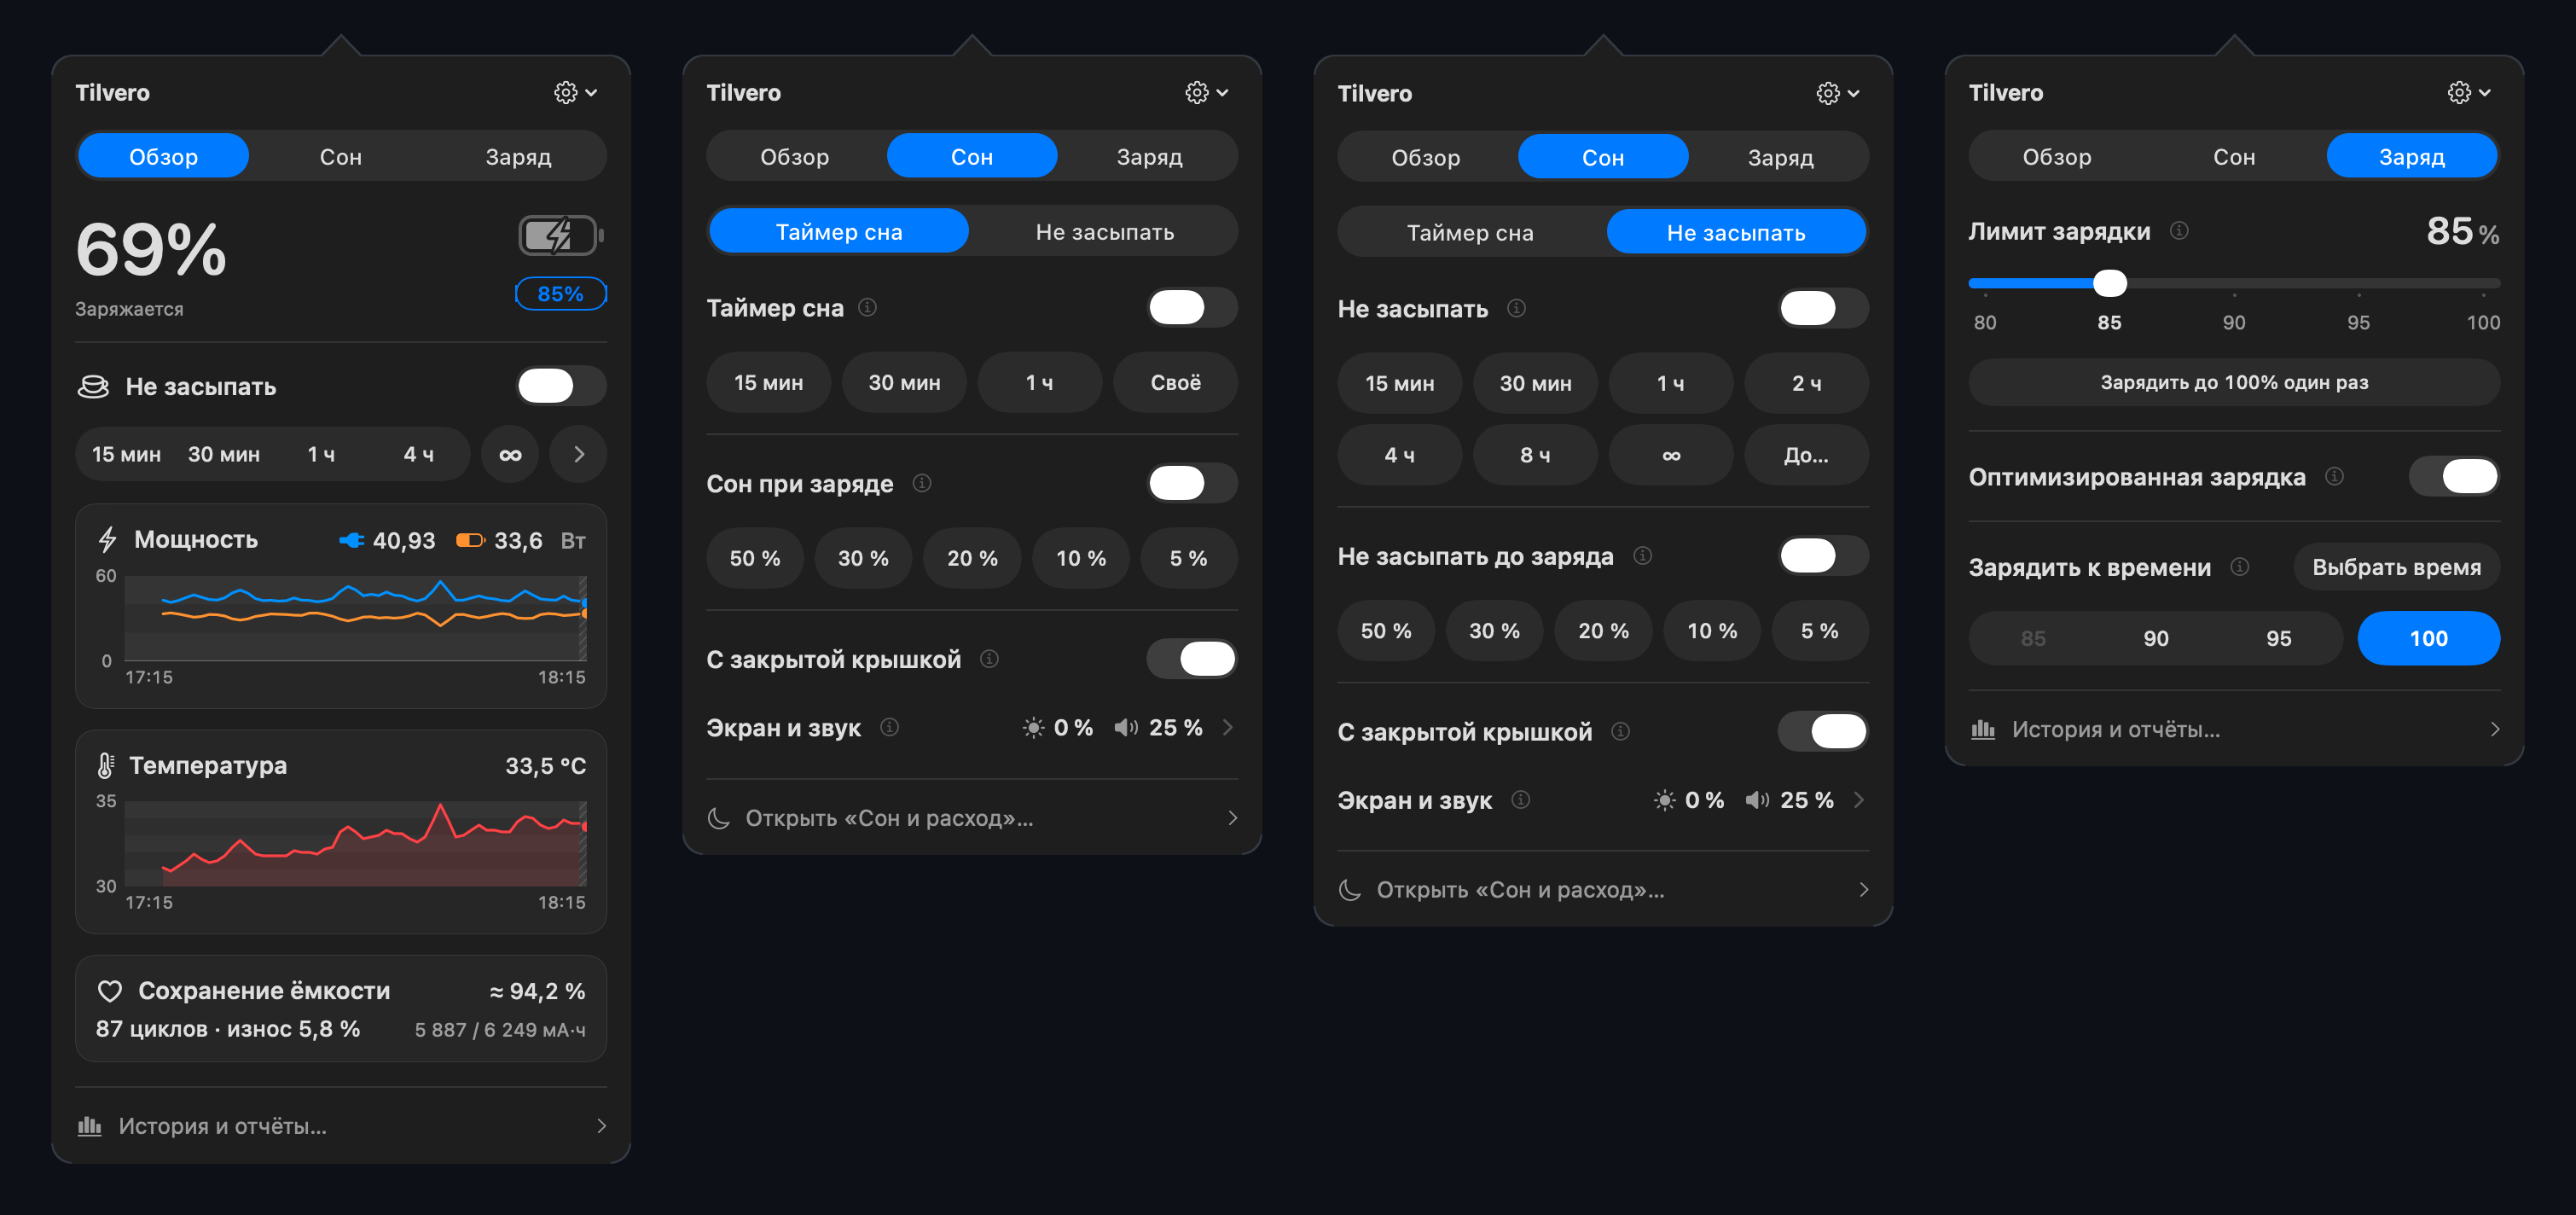 Tilvero
Обзор Сон Заряд
69%
85%
Заряжается
Не засыпать
15 мин 30 мин 1 ч 4 ч ∞
Мощность 40,93 33,6 Вт
60
0
17:15 18:15
Температура 33,5 °C
35
30
17:15 18:15
Сохранение ёмкости ≈ 94,2 %
87 циклов · износ 5,8 % 5 887 / 6 249 мА·ч
История и отчёты...
Tilvero
Обзор Сон Заряд
Таймер сна Не засыпать
Таймер сна
15 мин 30 мин 1 ч Своё
Сон при заряде
50 % 30 % 20 % 10 % 5 %
С закрытой крышкой
Экран и звук 0 % 25 %
Открыть «Сон и расход»...
Tilvero
Обзор Сон Заряд
Таймер сна Не засыпать
Не засыпать
15 мин 30 мин 1 ч 2 ч
4 ч 8 ч ∞ До...
Не засыпать до заряда
50 % 30 % 20 % 10 % 5 %
С закрытой крышкой
Экран и звук 0 % 25 %
Открыть «Сон и расход»...
Tilvero
Обзор Сон Заряд
Лимит зарядки 85 %
80 85 90 95 100
Зарядить до 100% один раз
Оптимизированная зарядка
Зарядить к времени Выбрать время
85 90 95 100
История и отчёты...